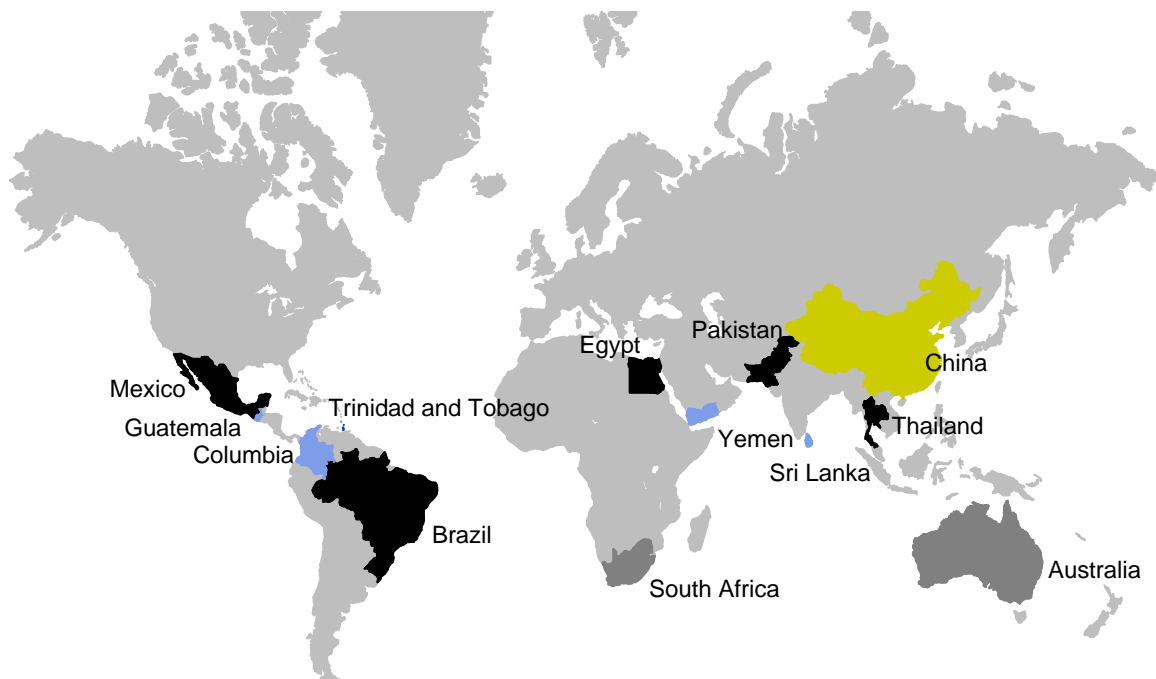 Pakistan
Egypt
China
Mexico
Trinidad and Tobago
Guatemala
Thailand
Yemen
Columbia
Sri Lanka
Brazil
Australia
South Africa